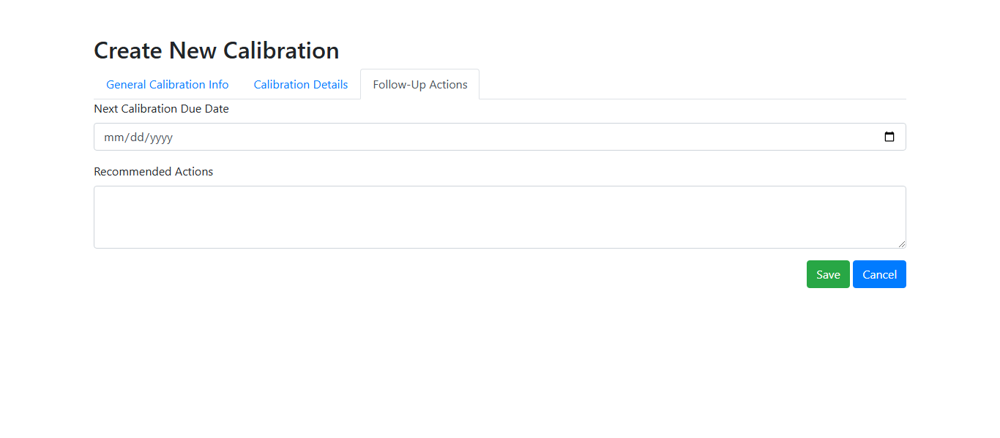 Create New Calibration
General Calibration Info Calibration Details Follow-Up Actions
Next Calibration Due Date
mm/dd/yyyy
Recommended Actions
Save Cancel